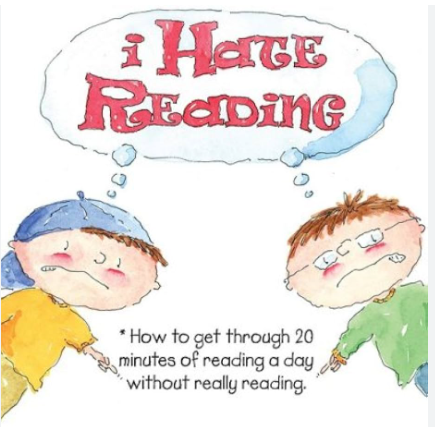 i HaTE
READiNG
* How to get through 20
minutes of reading a day
without really reading.